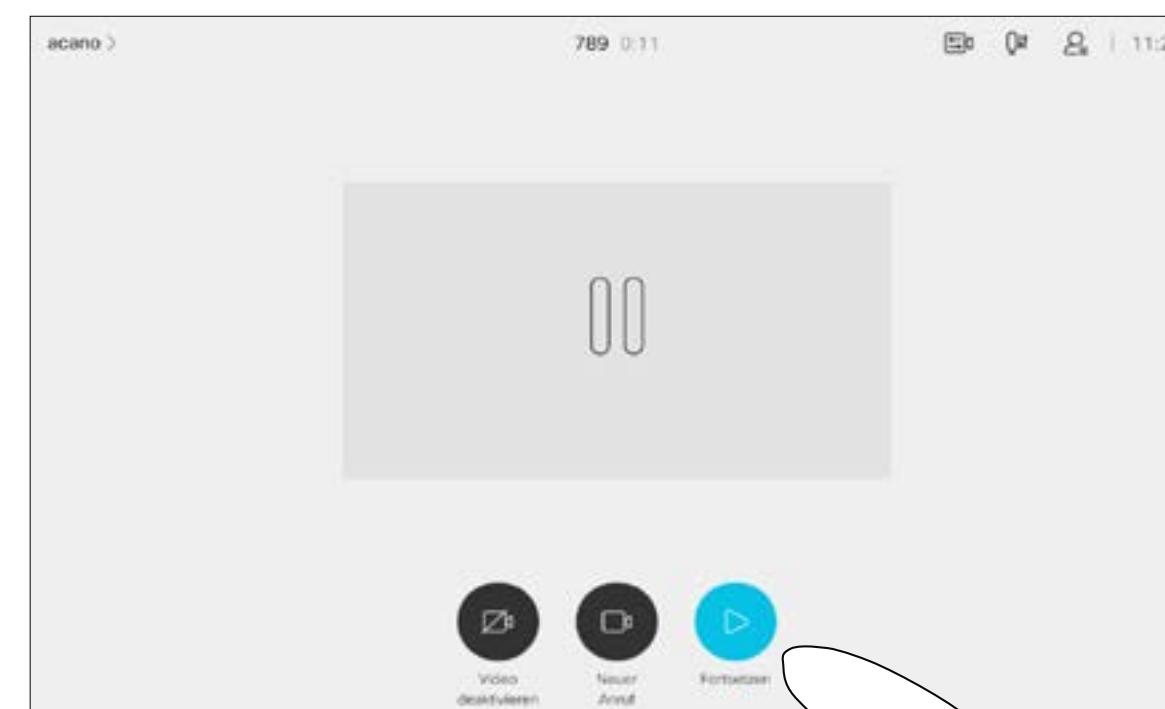 acano >
789 0:11
11:2
Video Neuer Fortsetzen
deaktivieren Anruf